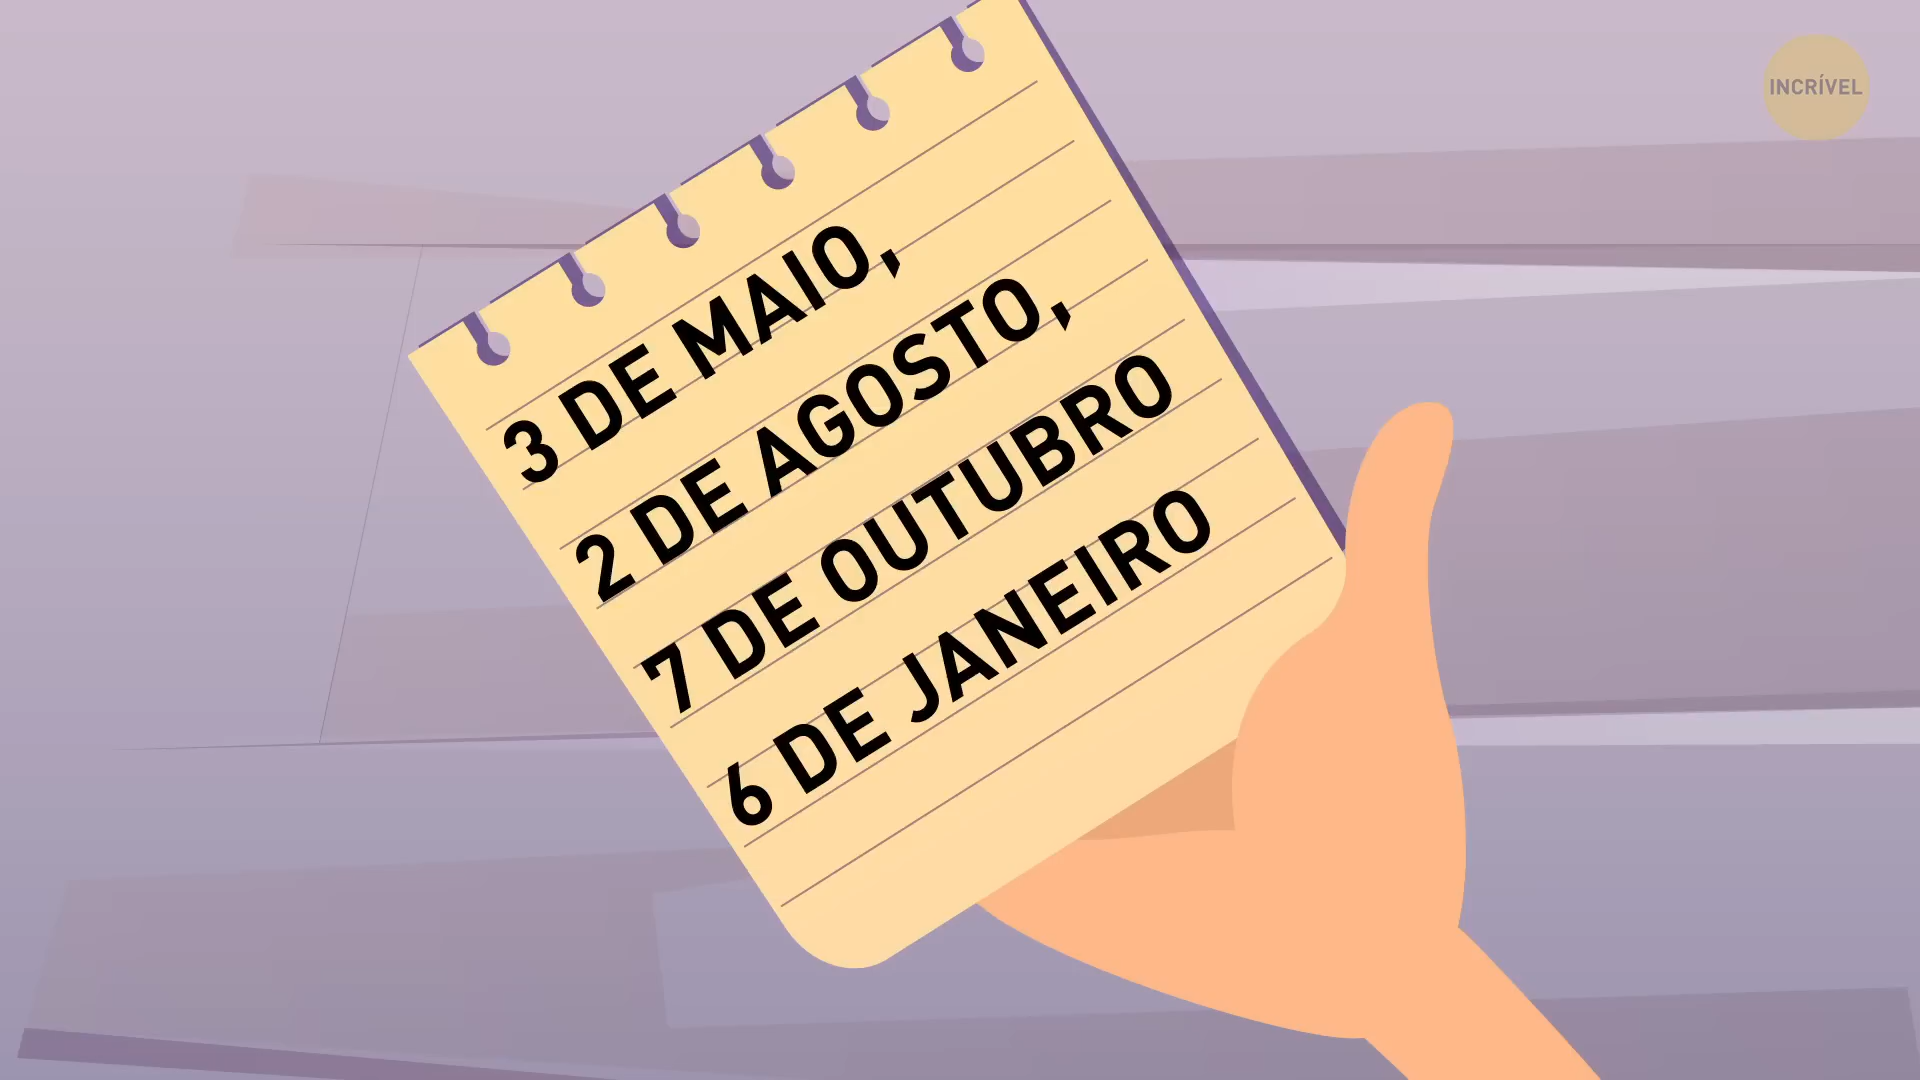 INCRÍVEL
3 DE MAIO,
2 DE AGOSTO,
7 DE OUTUBRO
6 DE JANEIRO